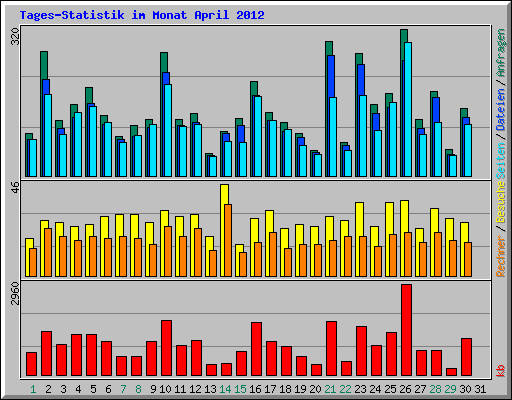 Tages-Statistik im Monat April 2012
320
46
2960
Rechner / Besuche Seiten / Dateien / Anfragen
kb
1 2 3 4 5 6 7 8 9 10 11 12 13 14 15 16 17 18 19 20 21 22 23 24 25 26 27 28 29 30 31